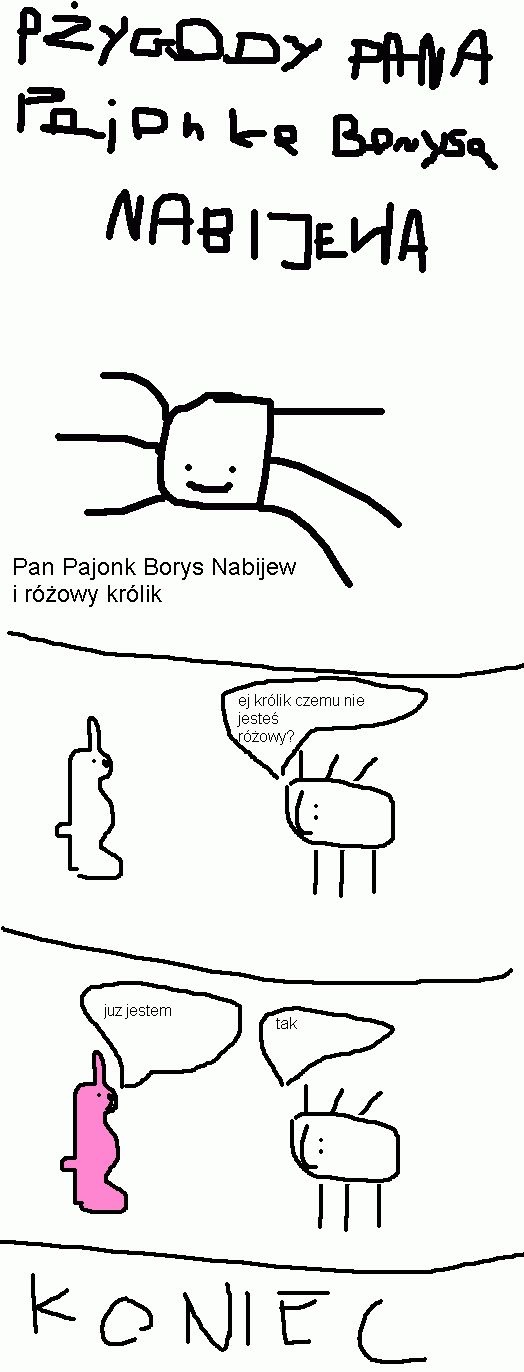 PŻYGODY PANA
Pajonka Borysa
NABIJEWA
Pan Pajonk Borys Nabijew
i różowy królik
ej królik czemu nie
jesteś
różowy?
juz jestem
tak
KONIEC